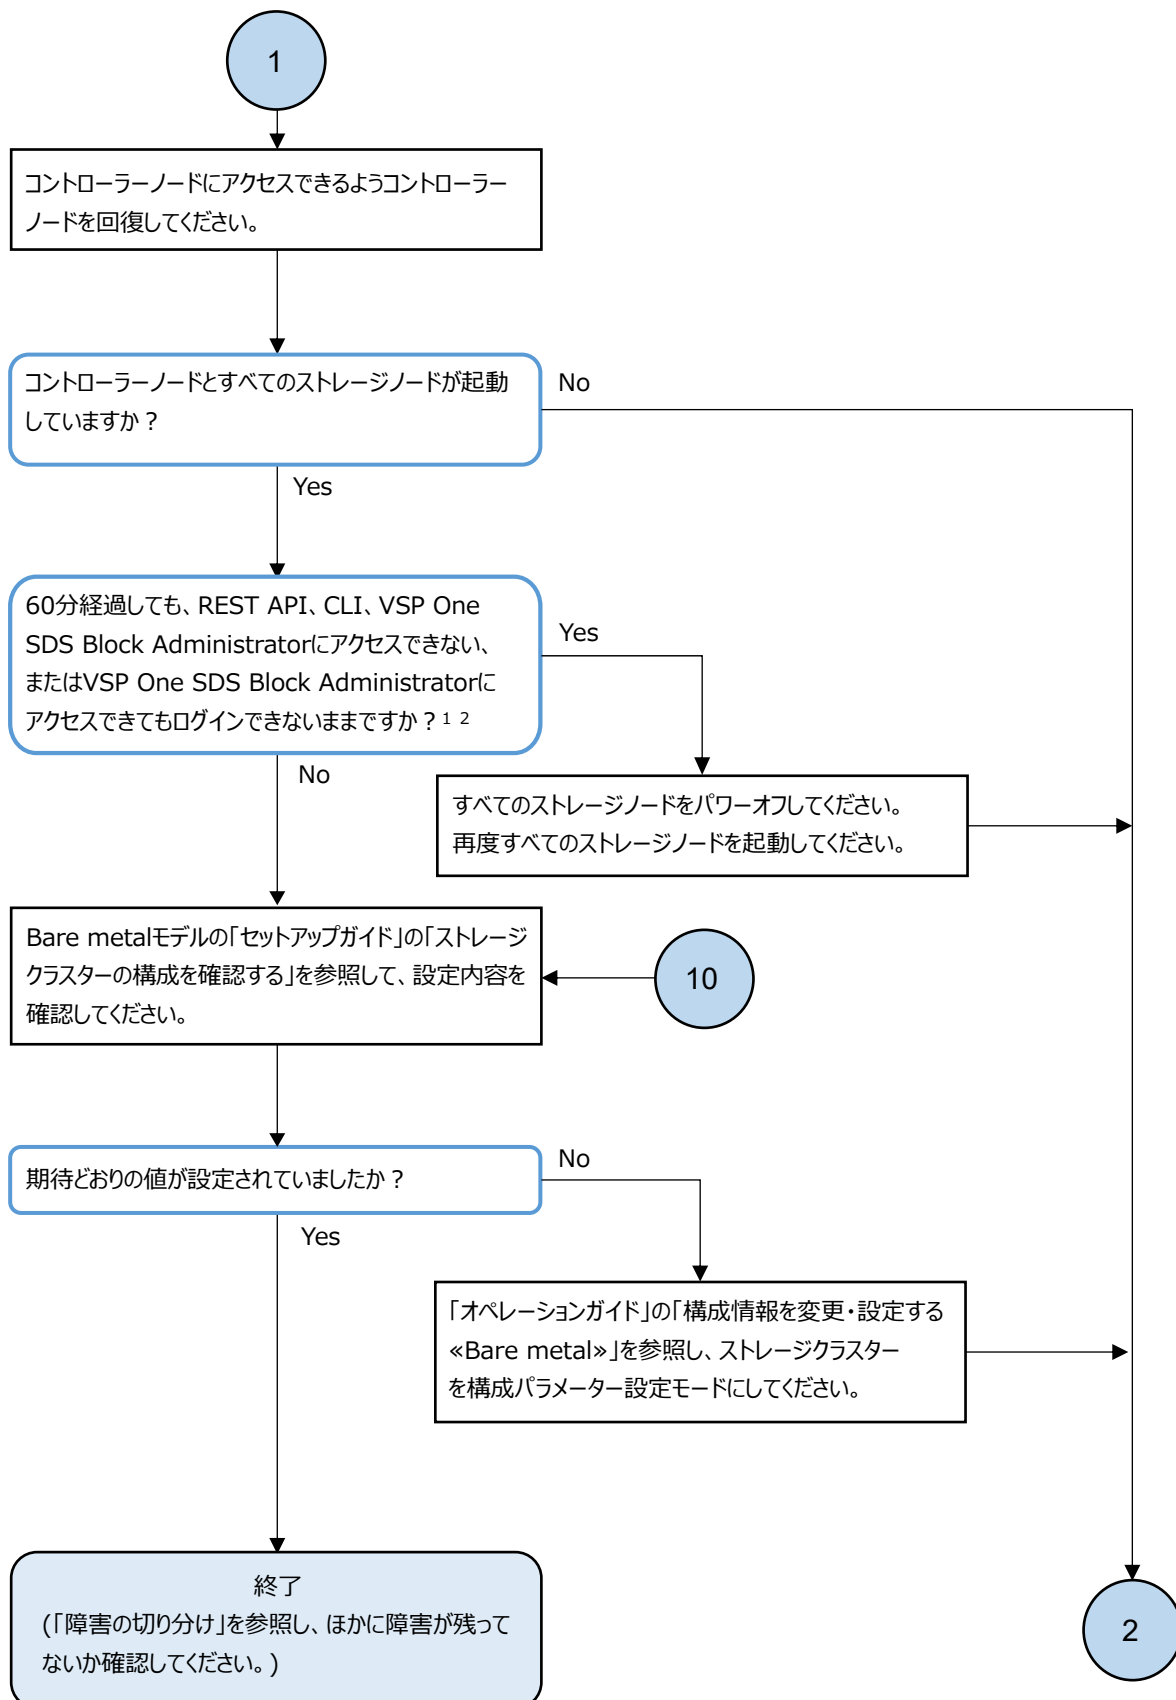 1
コントローラーノードにアクセスできるようコントローラー
ノードを回復してください。
コントローラーノードとすべてのストレージノードが起動
していますか？
No
Yes
60分経過しても、REST API、CLI、VSP One
SDS Block Administratorにアクセスできない、
またはVSP One SDS Block Administratorに
アクセスできてもログインできないままですか？1 2
Yes
No
すべてのストレージノードをパワーオフしてください。
再度すべてのストレージノードを起動してください。
Bare metalモデルの「セットアップガイド」の「ストレージ
クラスターの構成を確認する」を参照して、設定内容を
確認してください。
10
期待どおりの値が設定されていましたか？
No
Yes
「オペレーションガイド」の「構成情報を変更・設定する
«Bare metal»」を参照し、ストレージクラスター
を構成パラメーター設定モードにしてください。
終了
(「障害の切り分け」を参照し、ほかに障害が残って
ないか確認してください。)
2